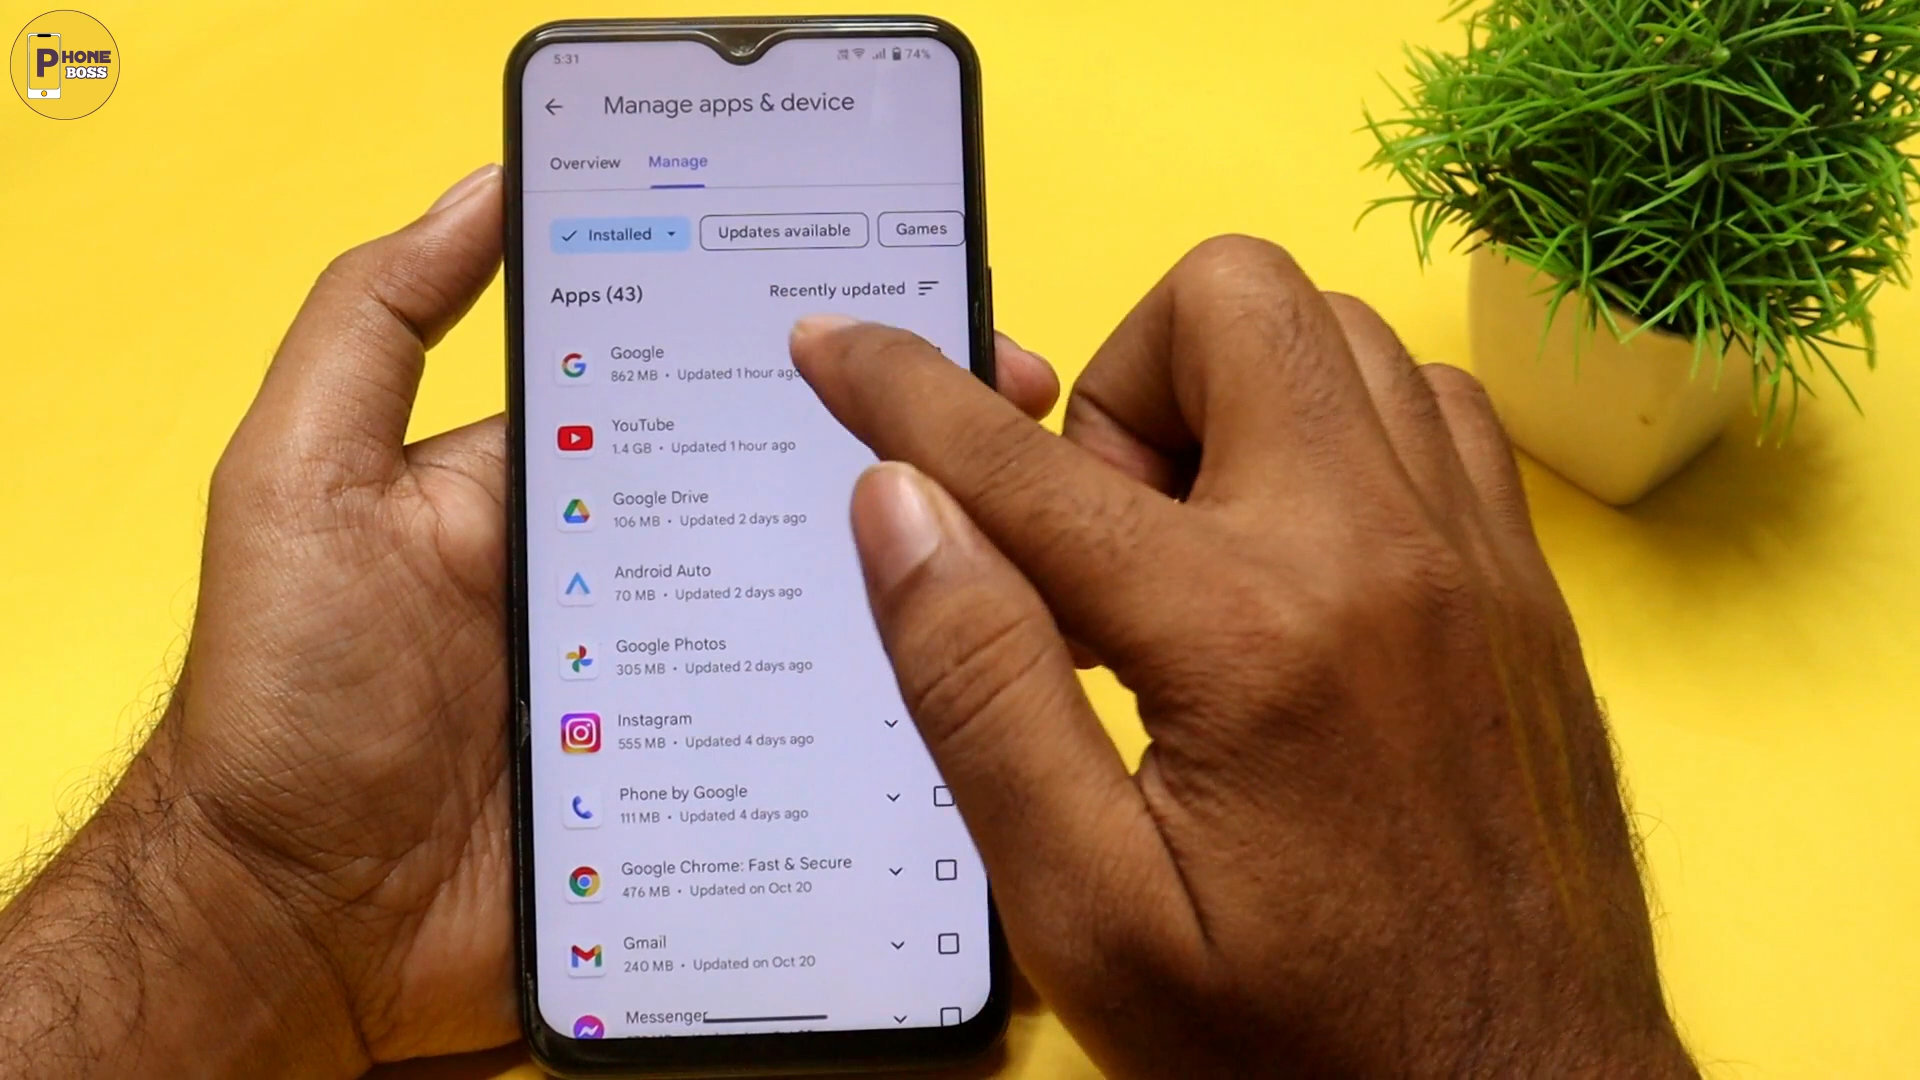 PHONE
BOSS
5:31
74%
Manage apps & device
Overview
Manage
Installed
Updates available
Games
Apps (43)
Recently updated
Google
862 MB • Updated 1 hour ago
YouTube
1.4 GB • Updated 1 hour ago
Google Drive
106 MB • Updated 2 days ago
Android Auto
70 MB • Updated 2 days ago
Google Photos
305 MB • Updated 2 days ago
Instagram
555 MB • Updated 4 days ago
Phone by Google
111 MB • Updated 4 days ago
Google Chrome: Fast & Secure
476 MB • Updated on Oct 20
Gmail
240 MB • Updated on Oct 20
Messenger